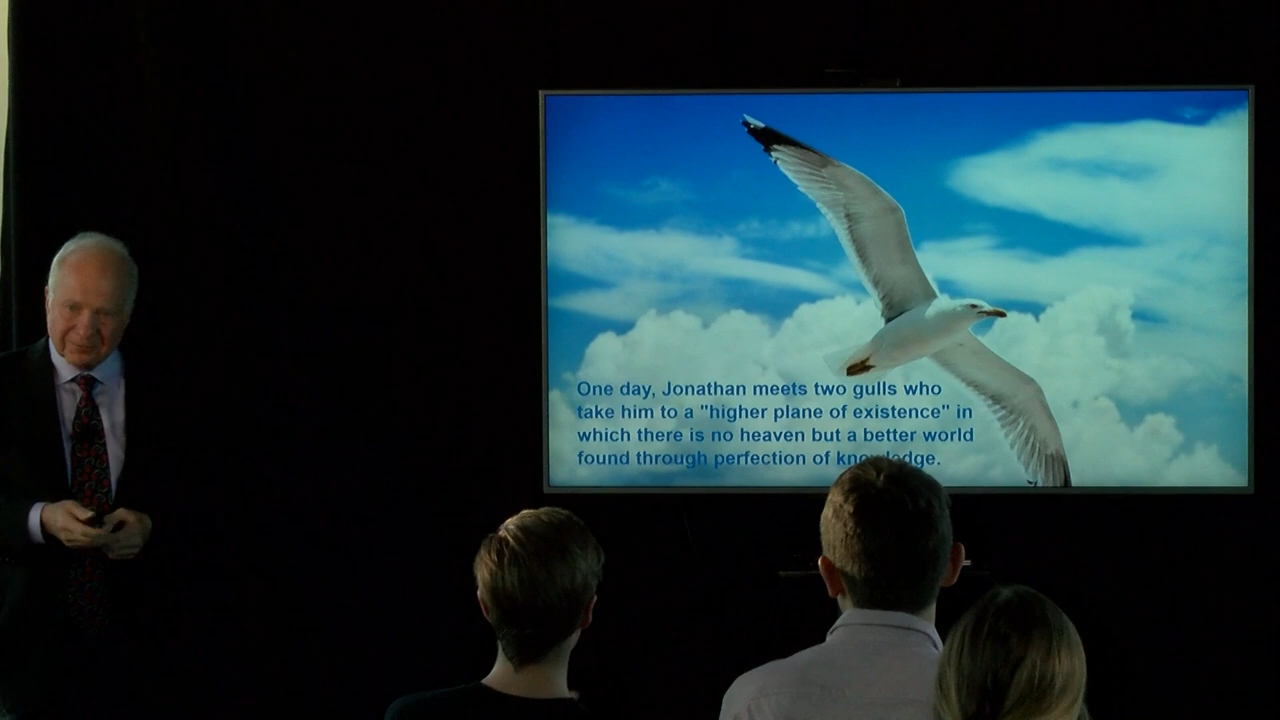 One day, Jonathan meets two gulls who
take him to a "higher plane of existence" in
which there is no heaven but a better world
found through perfection of knowledge.